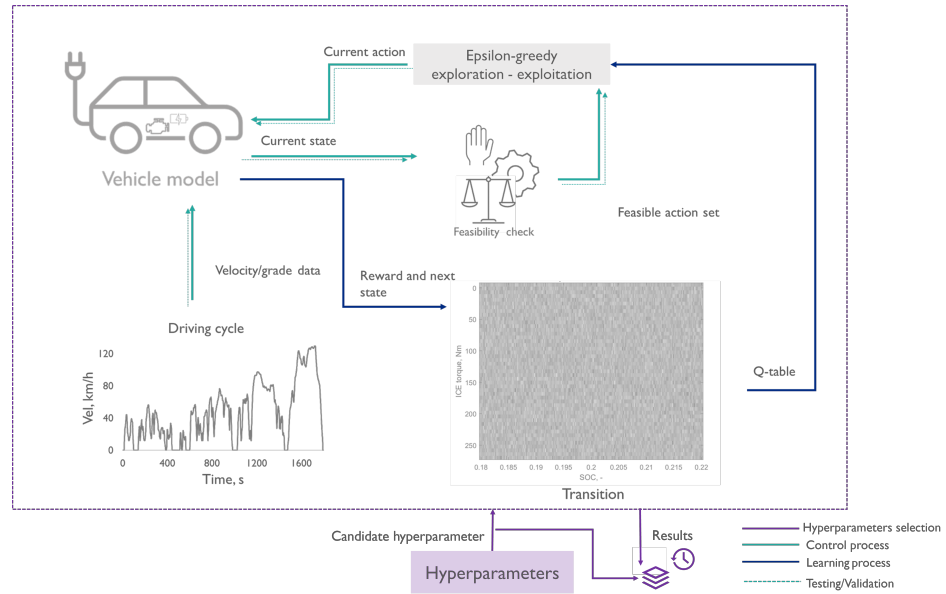 Current action
Epsilon-greedy
exploration - exploitation
Current state
Vehicle model
Feasibility check
Feasible action set
Velocity/grade data
Reward and next
state
Driving cycle
Vel, km/h
120
80
40
0
0
400
800
1200
1600
Time, s
ICE torque, Nm
0
50
100
150
200
250
0.18
0.185
0.19
0.195
0.2
0.205
0.21
0.215
0.22
SOC, -
Transition
Q-table
Candidate hyperparameter
Hyperparameters
Results
Hyperparameters selection
Control process
Learning process
Testing/Validation